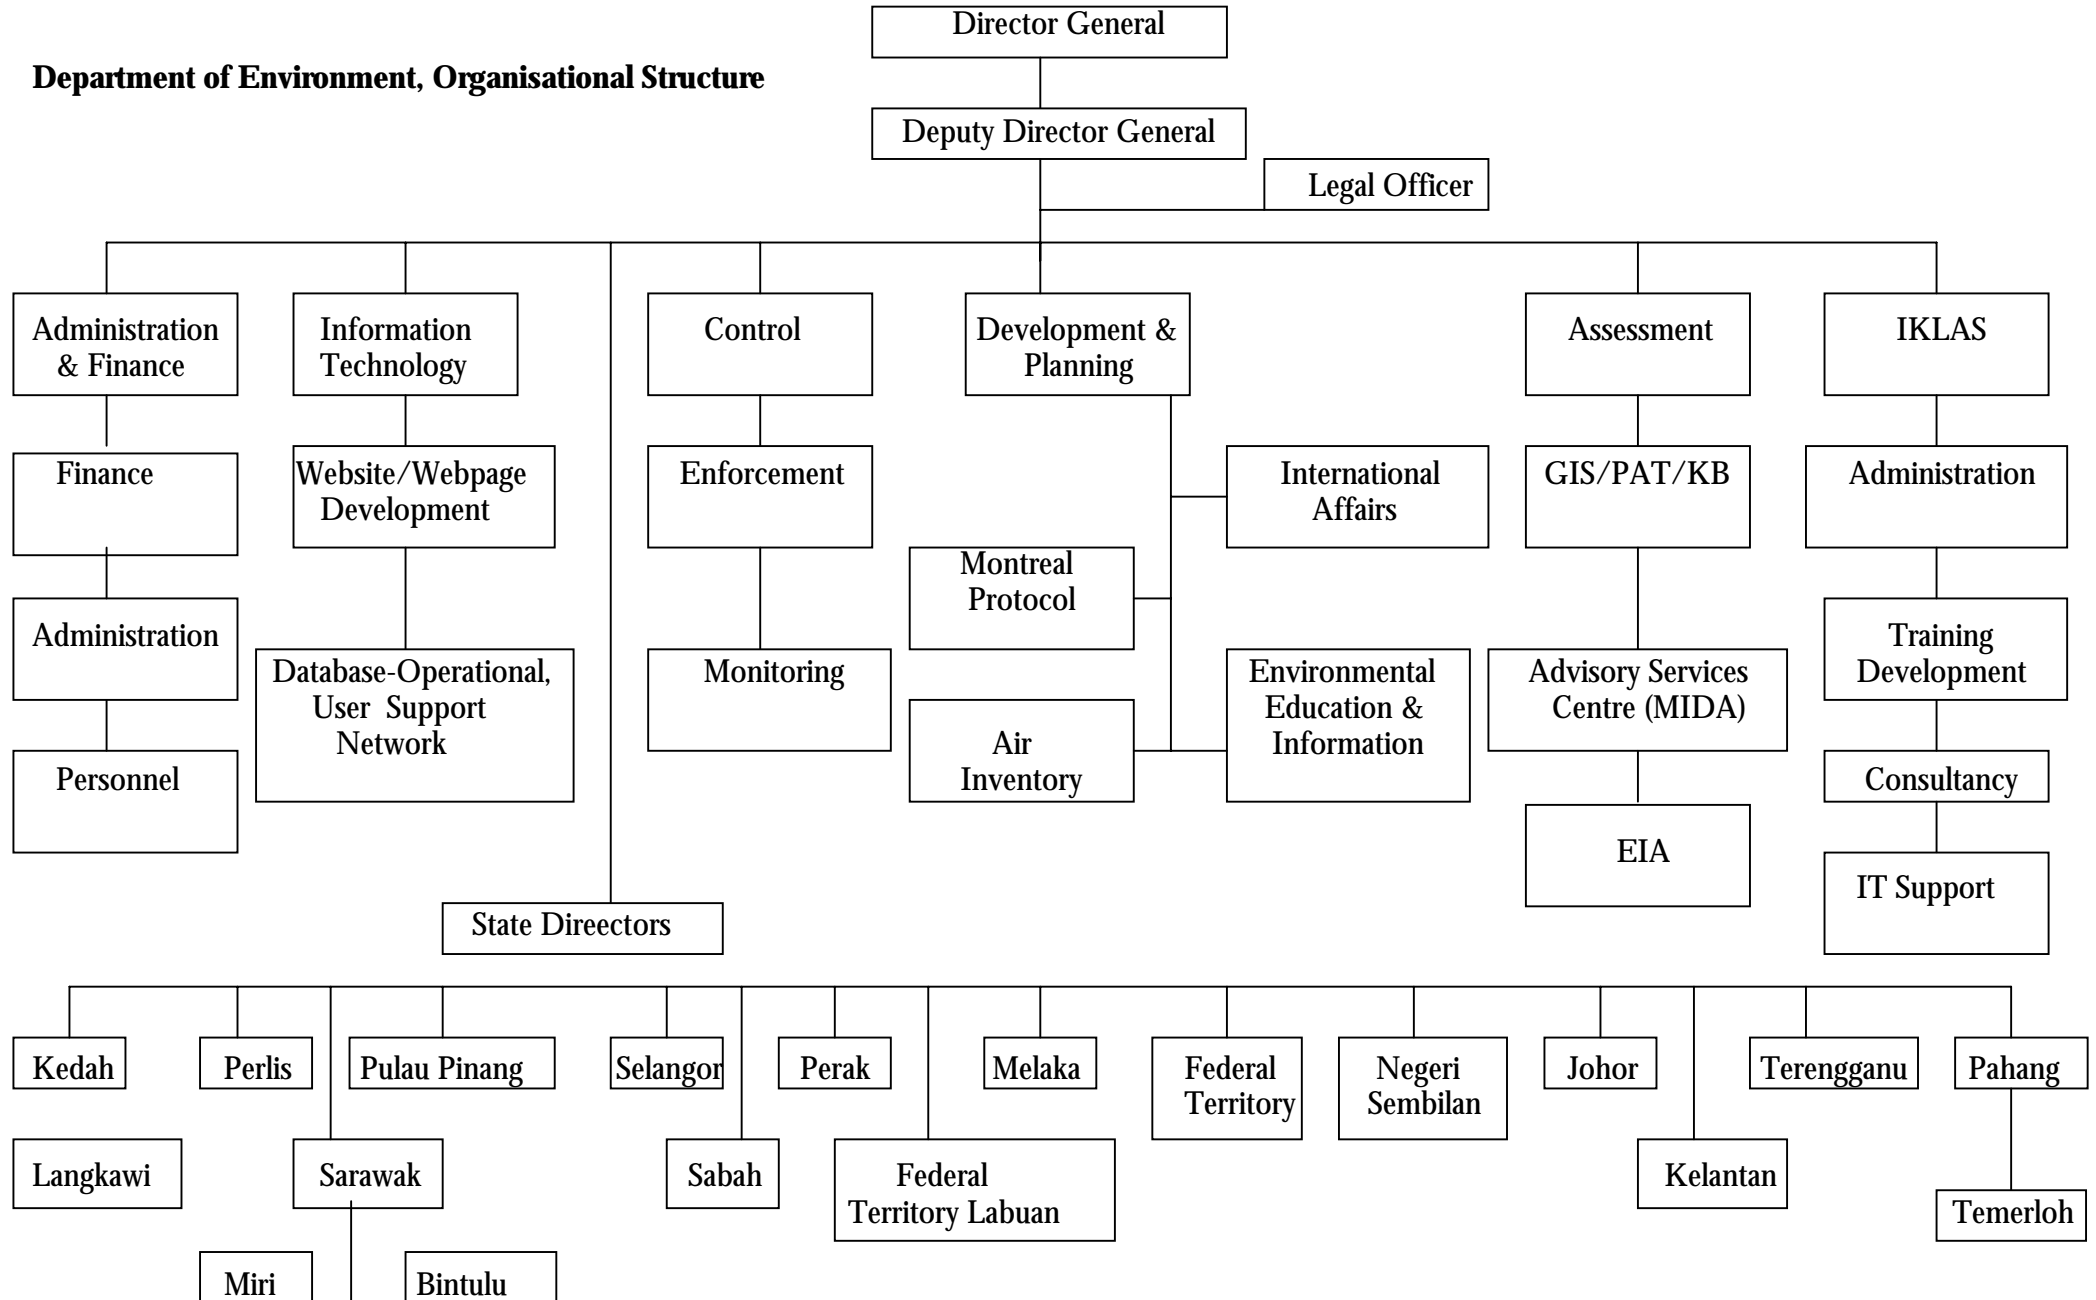 Director General
Department of Environment, Organisational Structure
Deputy Director General
Legal Officer
Administration
& Finance
Information
Technology
Control
Development &
Planning
Assessment
IKLAS
Finance
Website/Webpage
Development
Enforcement
International
Affairs
GIS/PAT/KB
Administration
Montreal
Protocol
Administration
Training
Development
Database-Operational,
User Support
Network
Monitoring
Environmental
Education &
Information
Advisory Services
Centre (MIDA)
Air
Inventory
Personnel
Consultancy
EIA
IT Support
State Direectors
Kedah
Perlis
Pulau Pinang
Selangor
Perak
Melaka
Federal
Territory
Negeri
Sembilan
Johor
Terengganu
Pahang
Langkawi
Sarawak
Sabah
Federal
Territory Labuan
Kelantan
Temerloh
Miri
Bintulu